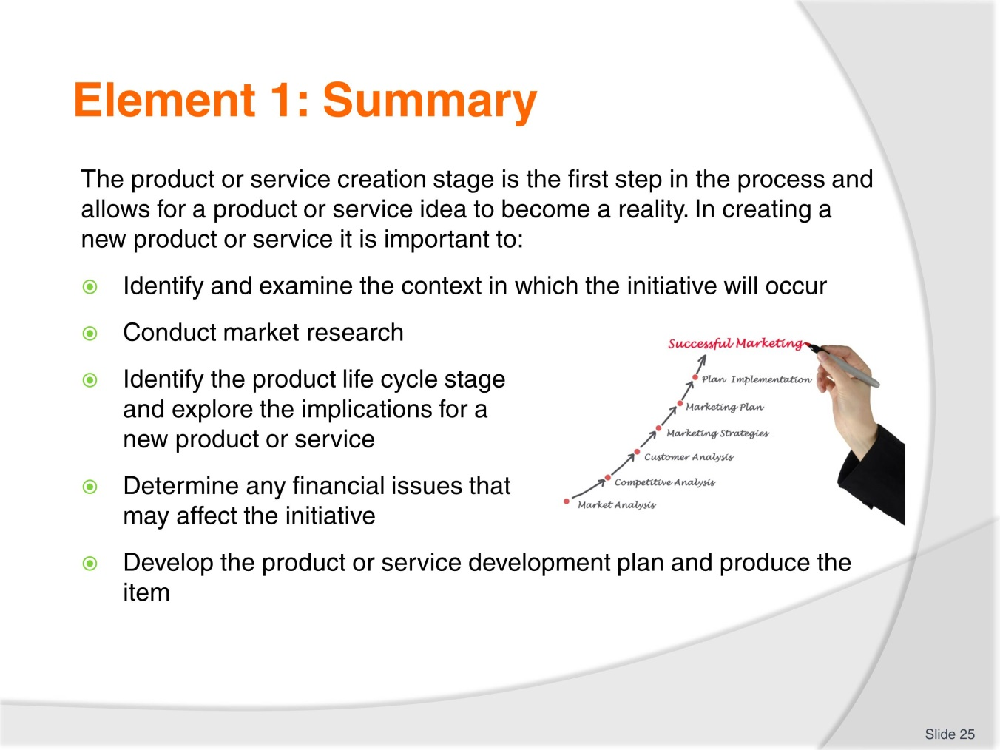 Element 1: Summary
The product or service creation stage is the first step in the process and
allows for a product or service idea to become a reality. In creating a
new product or service it is important to:
Identify and examine the context in which the initiative will occur
Conduct market research
Identify the product life cycle stage
and explore the implications for a
new product or service
Determine any financial issues that
may affect the initiative
Develop the product or service development plan and produce the
item
Successful Marketing
Plan Implementation
Marketing Plan
Marketing Strategies
Customer Analysis
Competitive Analysis
Market Analysis
Slide 25